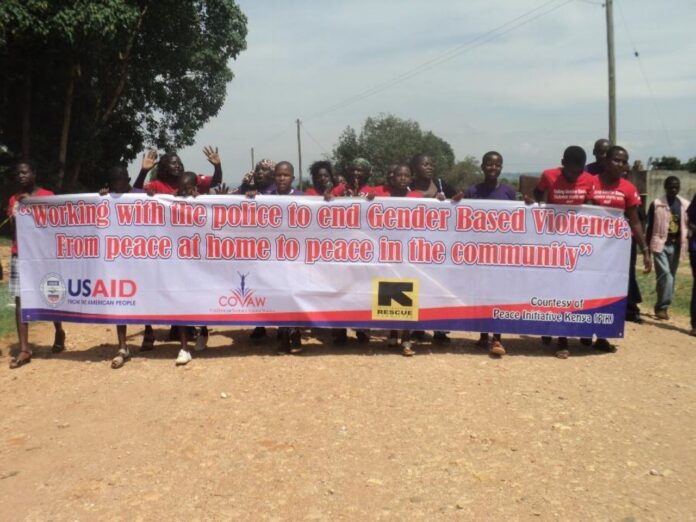 "Working with the police to end Gender Based Violence:
From peace at home to peace in the community"
USAID
FROM THE AMERICAN PEOPLE
COVAW
RESCUE
Courtesy of
Peace Initiative Kenya (PIK)